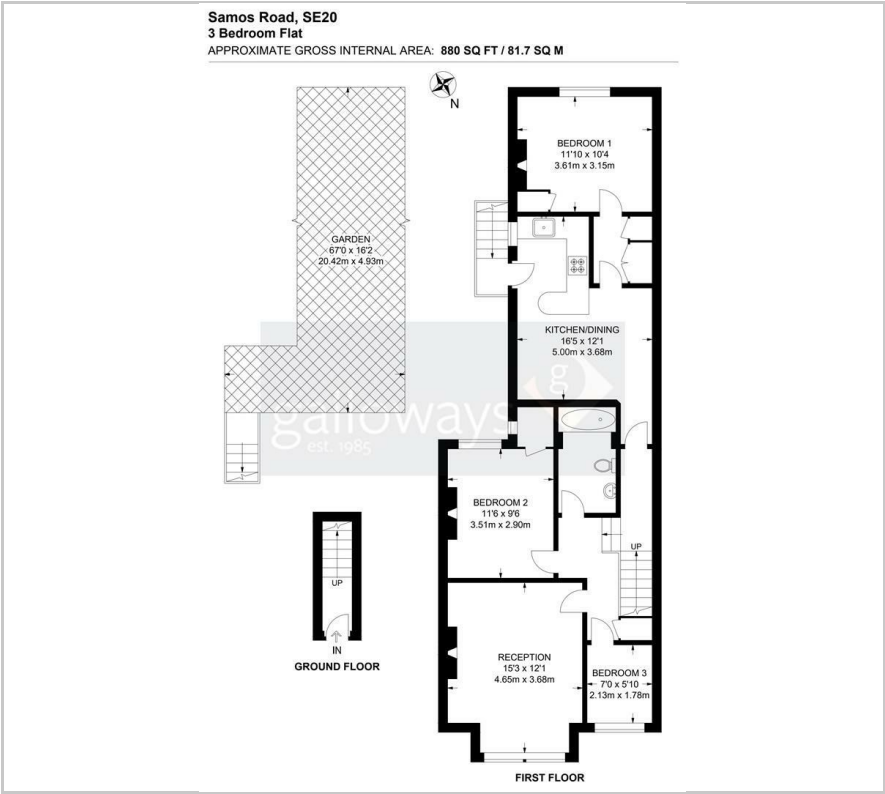 Samos Road, SE20
3 Bedroom Flat
APPROXIMATE GROSS INTERNAL AREA: 880 SQ FT / 81.7 SQ M
N
BEDROOM 1
11'10 x 10'4
3.61m x 3.15m
GARDEN
67'0 x 16'2
20.42m x 4.93m
KITCHEN/DINING
16'5 x 12'1
5.00m x 3.68m
g
galloways
est. 1985
BEDROOM 2
11'6 x 9'6
3.51m x 2.90m
UP
UP
IN
GROUND FLOOR
RECEPTION
15'3 x 12'1
4.65m x 3.68m
BEDROOM 3
7'0 x 5'10
2.13m x 1.78m
FIRST FLOOR